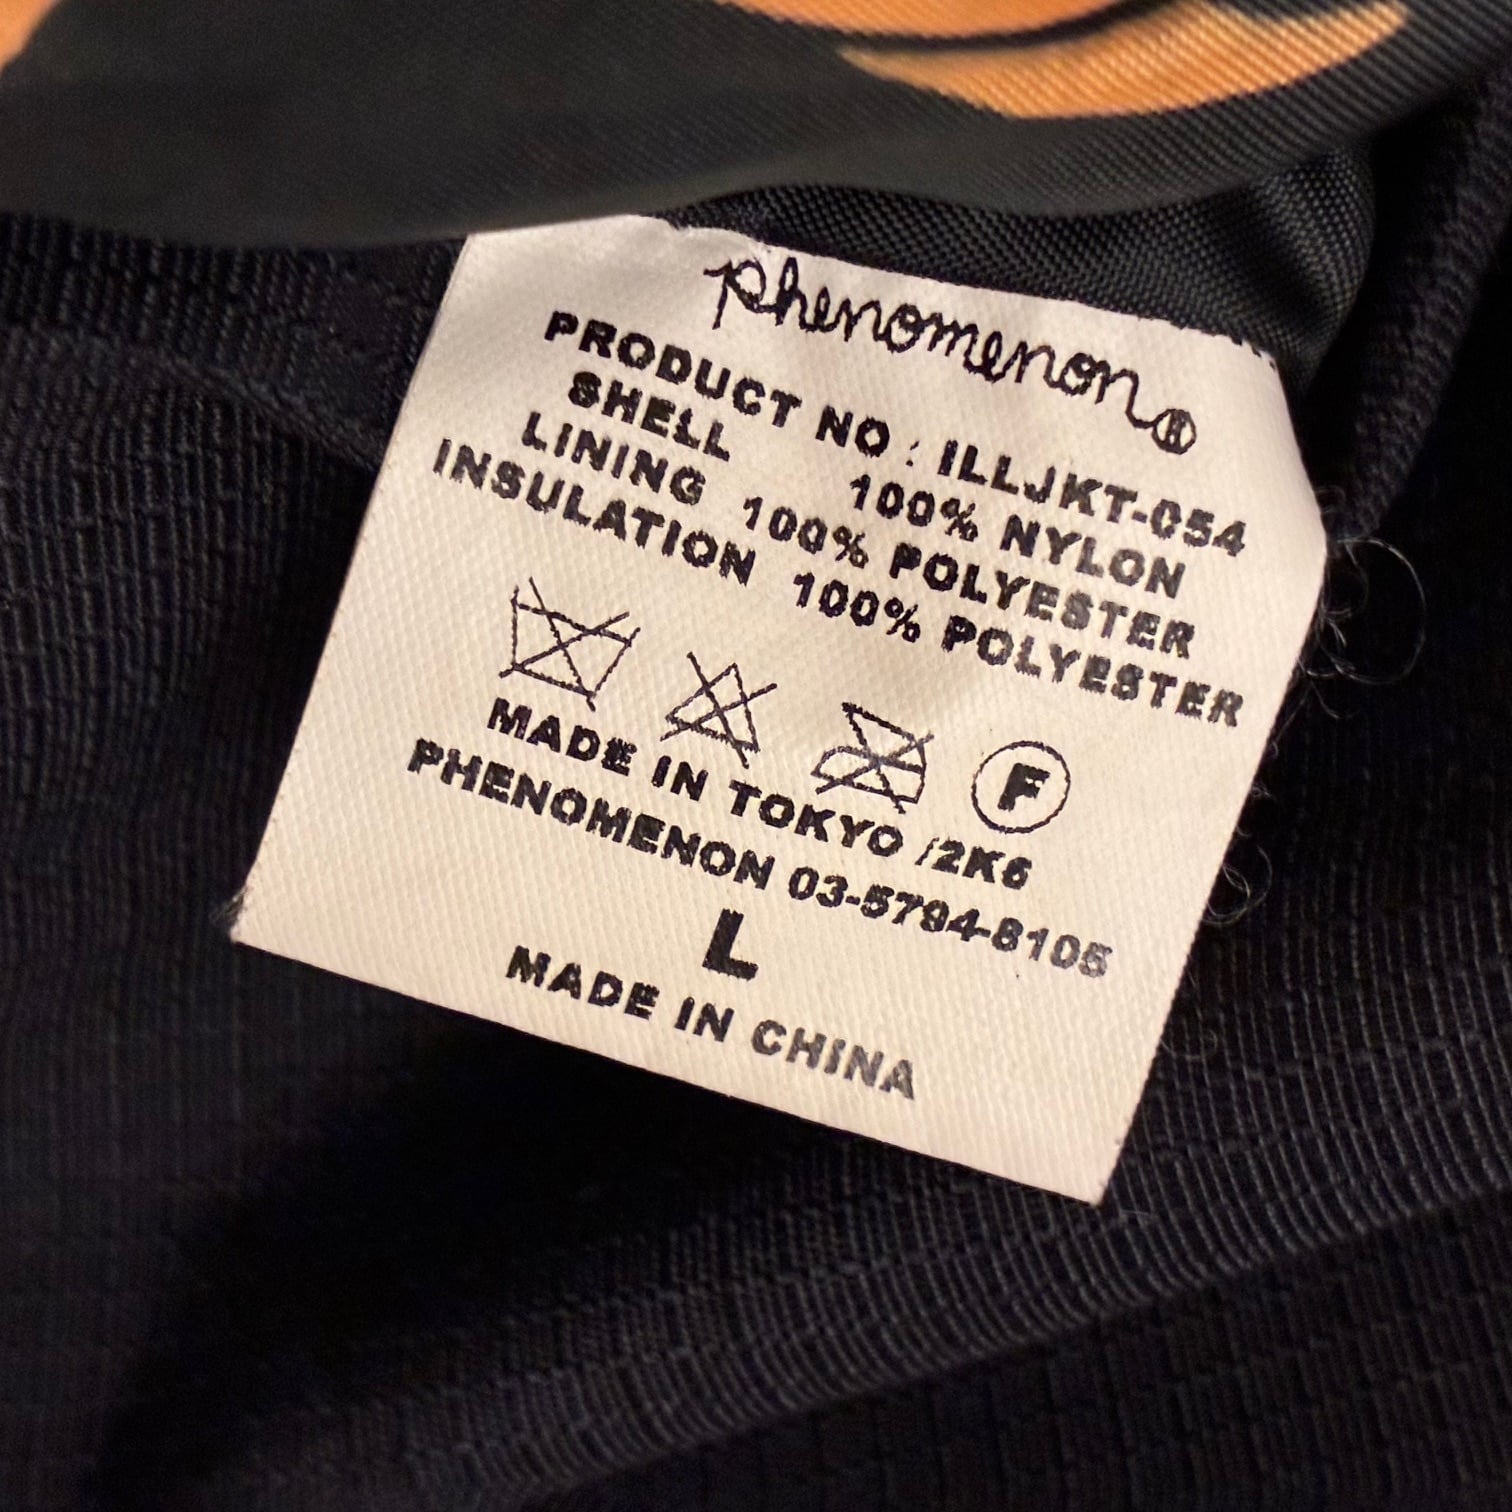 phenomenon®
PRODUCT NO : ILLJKT-054
SHELL 100% NYLON
LINING 100% POLYESTER
INSULATION 100% POLYESTER
F
MADE IN TOKYO /2K6
PHENOMENON 03-5794-8105
L
MADE IN CHINA